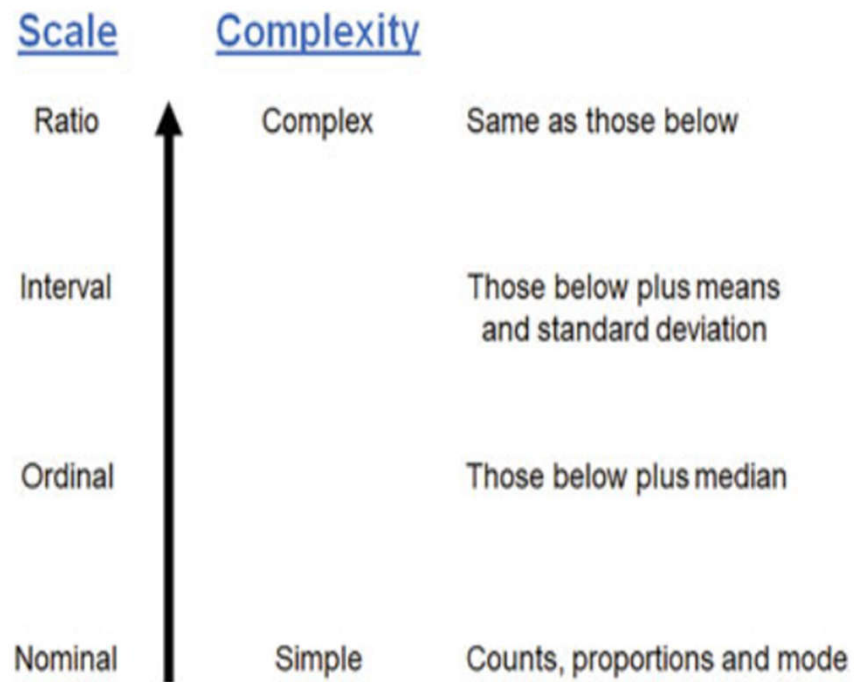 Scale Complexity
Ratio Complex Same as those below
Interval Those below plus means
and standard deviation
Ordinal Those below plus median
Nominal Simple Counts, proportions and mode